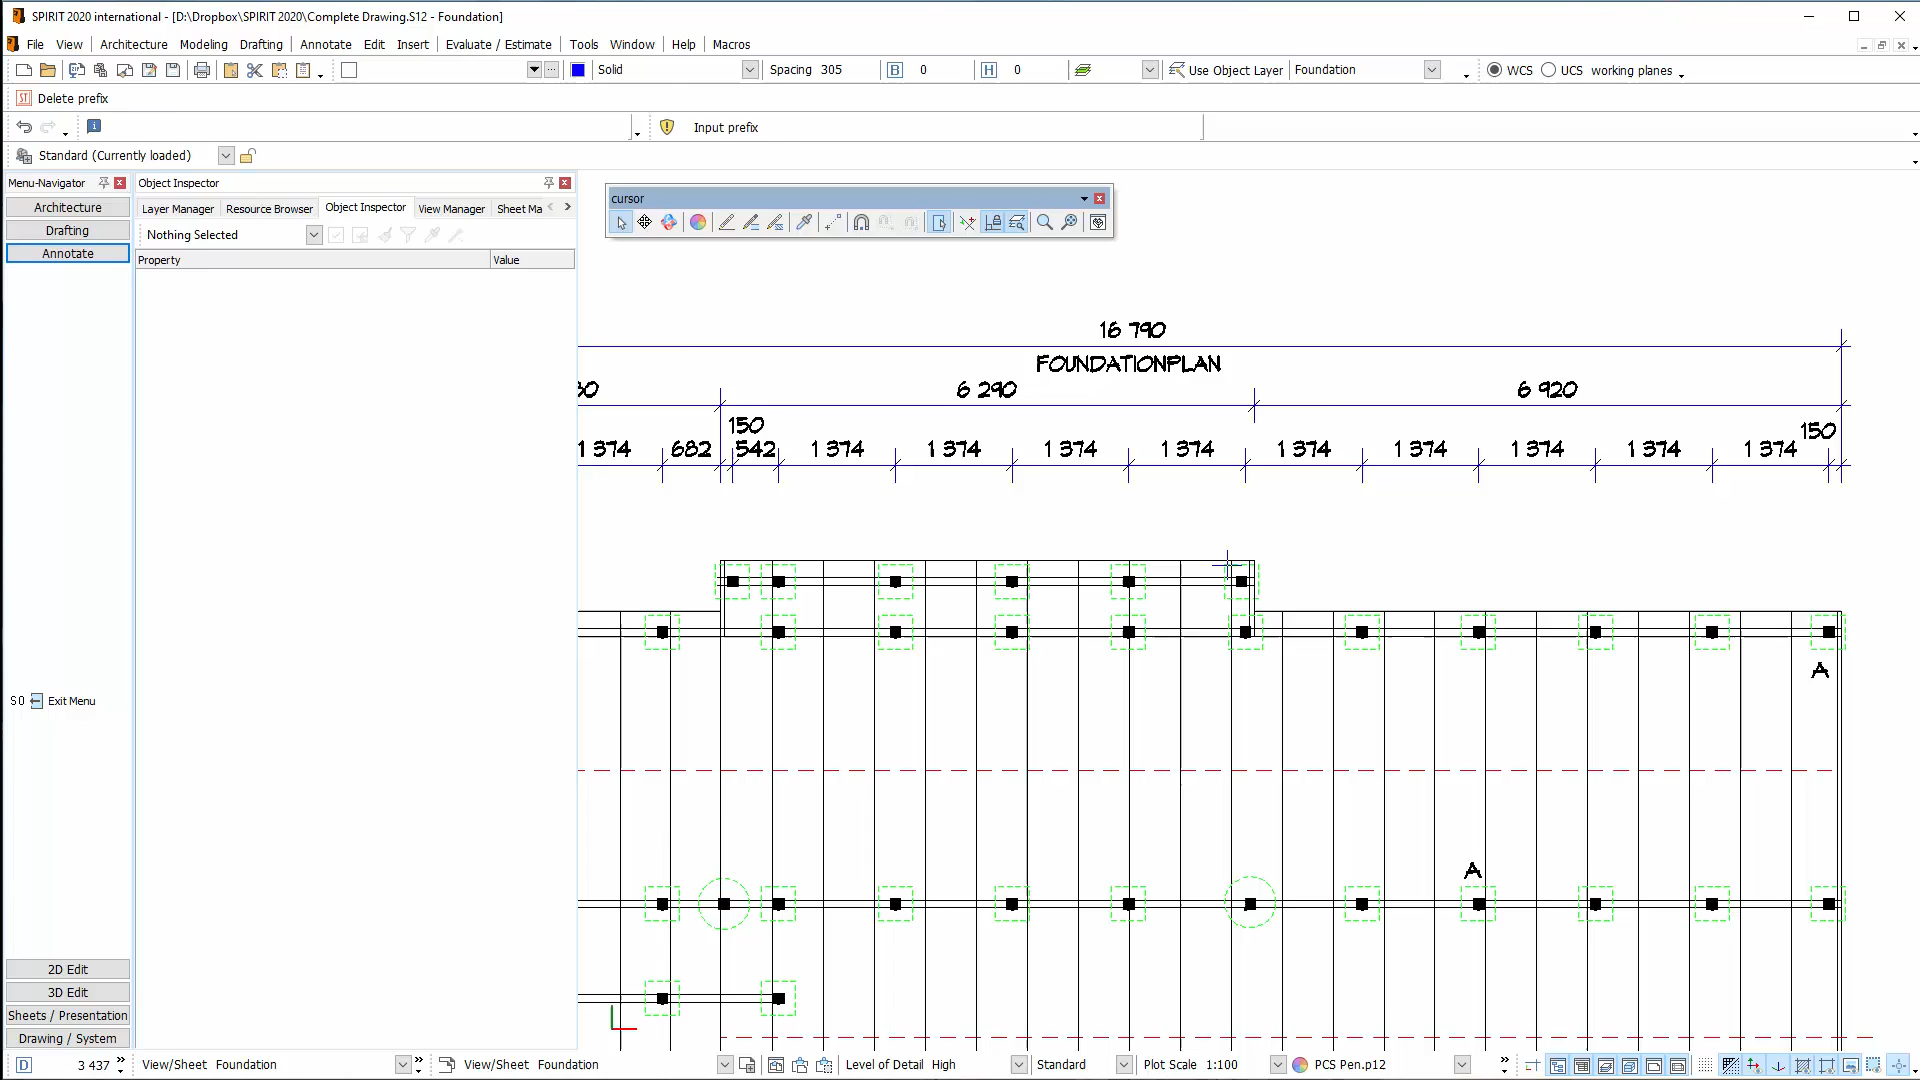 SPIRIT 2020 international - [D:\Dropbox\SPIRIT 2020\Complete Drawing.S12 - Foundation]
File View Architecture Modeling Drafting Annotate Edit Insert Evaluate / Estimate Tools Window Help Macros
Solid Spacing 305 B 0 H 0 Use Object Layer Foundation WCS UCS working planes
Delete prefix
Input prefix
Standard (Currently loaded)
Menu-Navigator
Architecture
Drafting
Annotate
S0 Exit Menu
2D Edit
3D Edit
Sheets / Presentation
Drawing / System
Object Inspector
Layer Manager Resource Browser Object Inspector View Manager Sheet Ma
Nothing Selected
Property Value
cursor
16 790
FOUNDATIONPLAN
6 290 6 920
150 150
1 374 682 542 1 374 1 374 1 374 1 374 1 374 1 374 1 374 1 374 1 374
A
A
D 3 437 View/Sheet Foundation View/Sheet Foundation Level of Detail High Standard Plot Scale 1:100 PCS Pen.p12